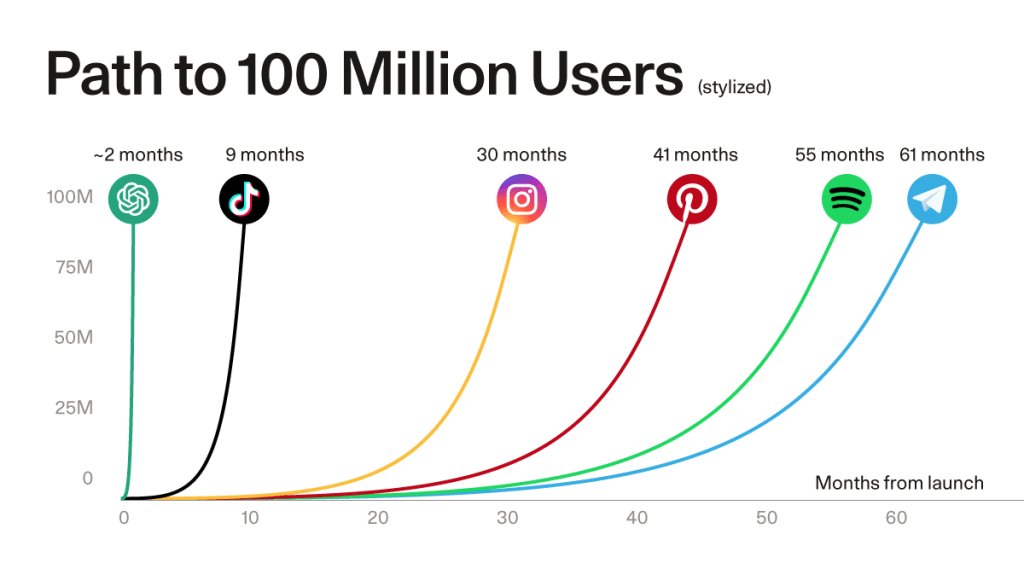 Path to 100 Million Users (stylized)
~2 months 9 months 30 months 41 months 55 months 61 months
100M
75M
50M
25M
0
Months from launch
0 10 20 30 40 50 60